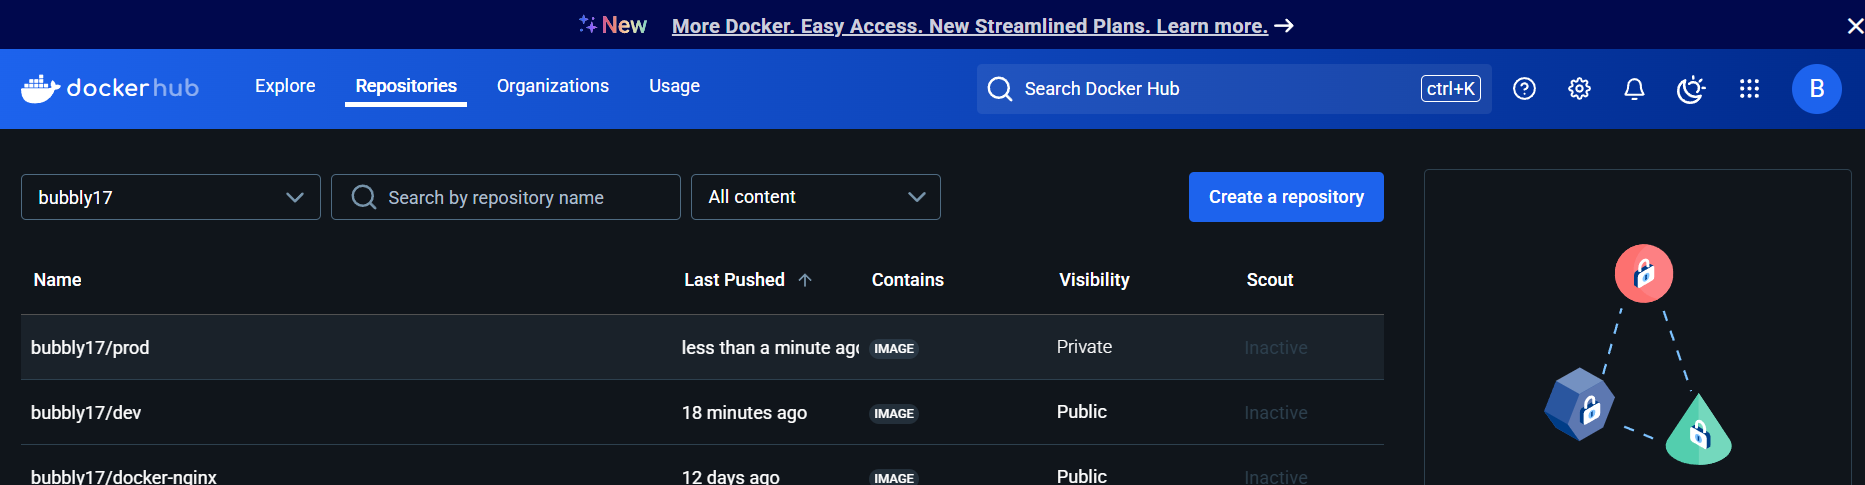 New More Docker. Easy Access. New Streamlined Plans. Learn more.
docker hub Explore Repositories Organizations Usage Search Docker Hub ctrl+K B
bubbly17 Search by repository name All content Create a repository
Name Last Pushed Contains Visibility Scout
bubbly17/prod less than a minute ago IMAGE Private Inactive
bubbly17/dev 18 minutes ago IMAGE Public Inactive
bubbly17/docker-nginx 12 days ago IMAGE Public Inactive